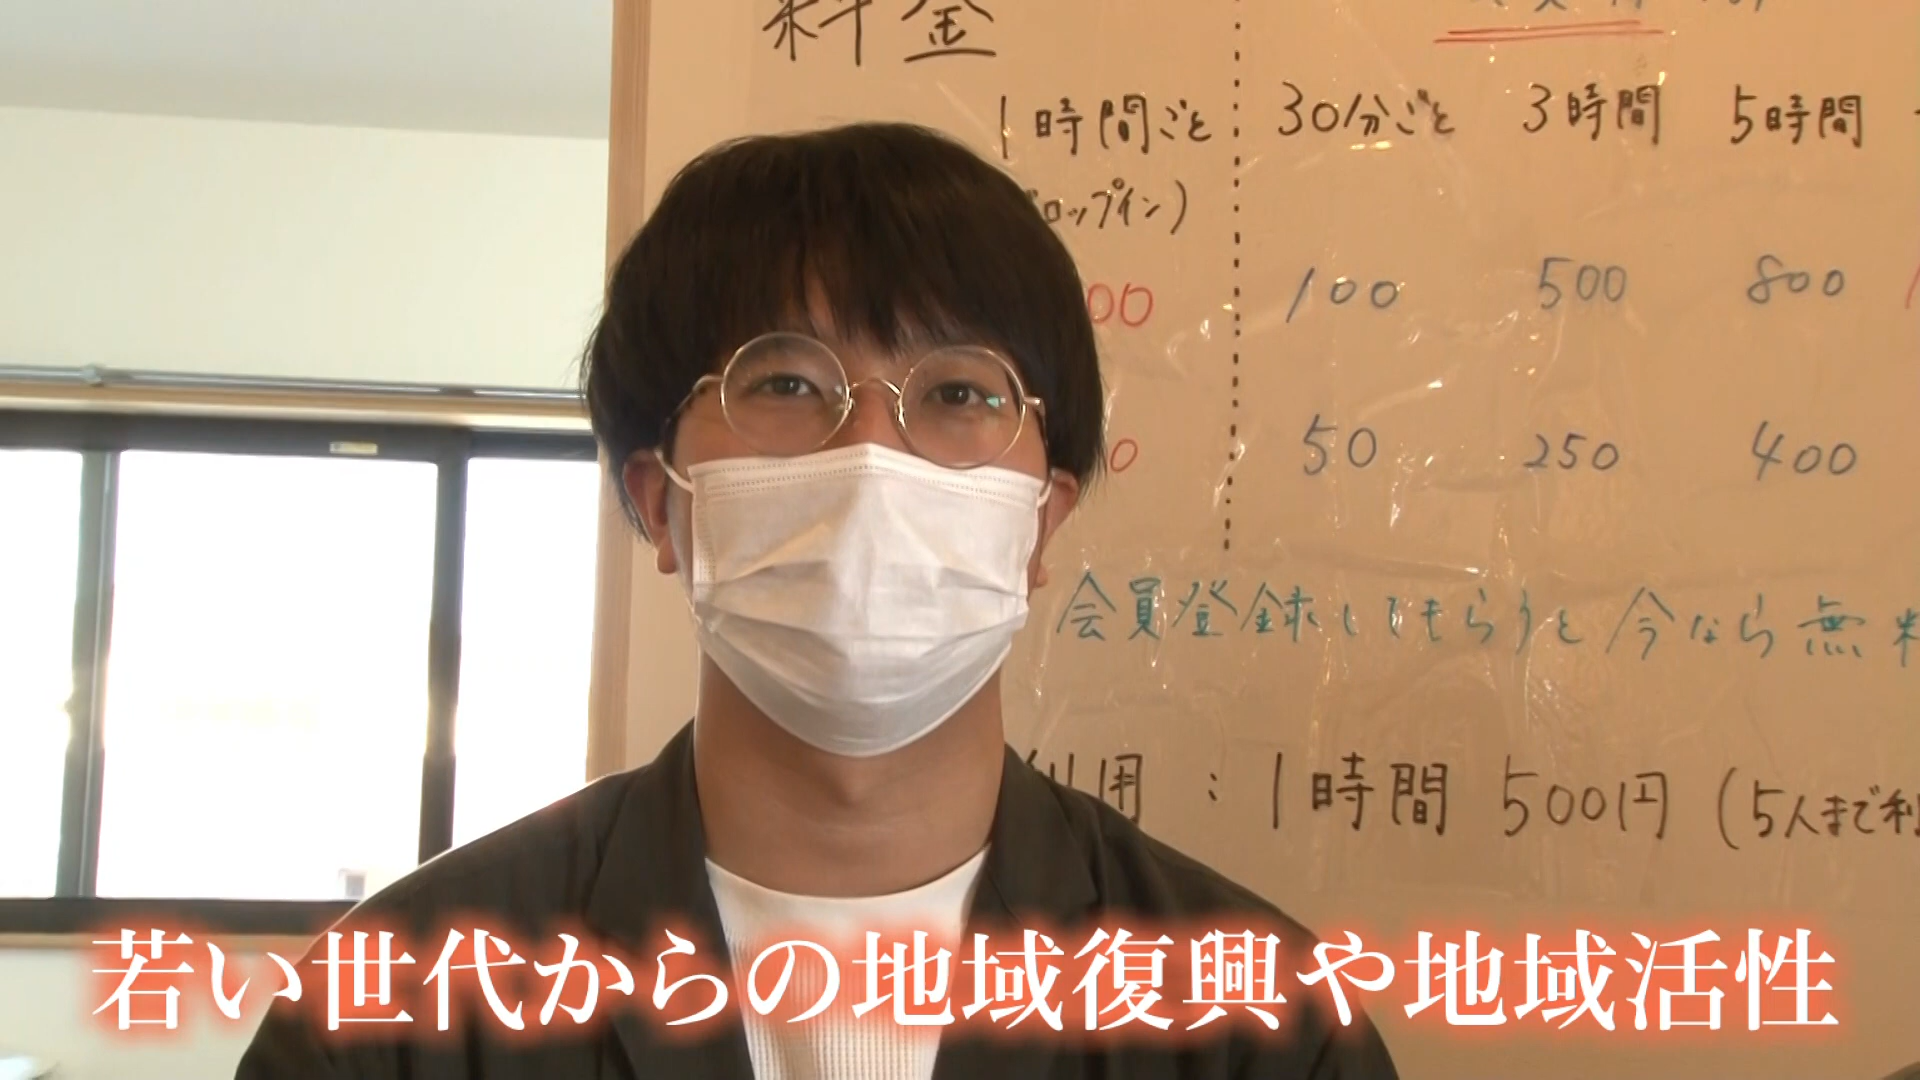 料金
1時間ごと 30分ごと 3時間 5時間
ロップイン)
00 100 500 800
0 50 250 400
会員登録してもらうと今なら無料
利用：1時間 500円(5人まで利
若い世代からの地域復興や地域活性